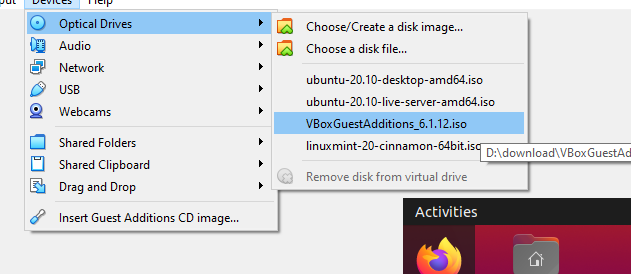 Devices
Help
Optical Drives
Audio
Network
USB
Webcams
Shared Folders
Shared Clipboard
Drag and Drop
Insert Guest Additions CD image...
Choose/Create a disk image...
Choose a disk file...
ubuntu-20.10-desktop-amd64.iso
ubuntu-20.10-live-server-amd64.iso
VBoxGuestAdditions_6.1.12.iso
linuxmint-20-cinnamon-64bit.iso
D:\download\VBoxGuestAd
Remove disk from virtual drive
Activities